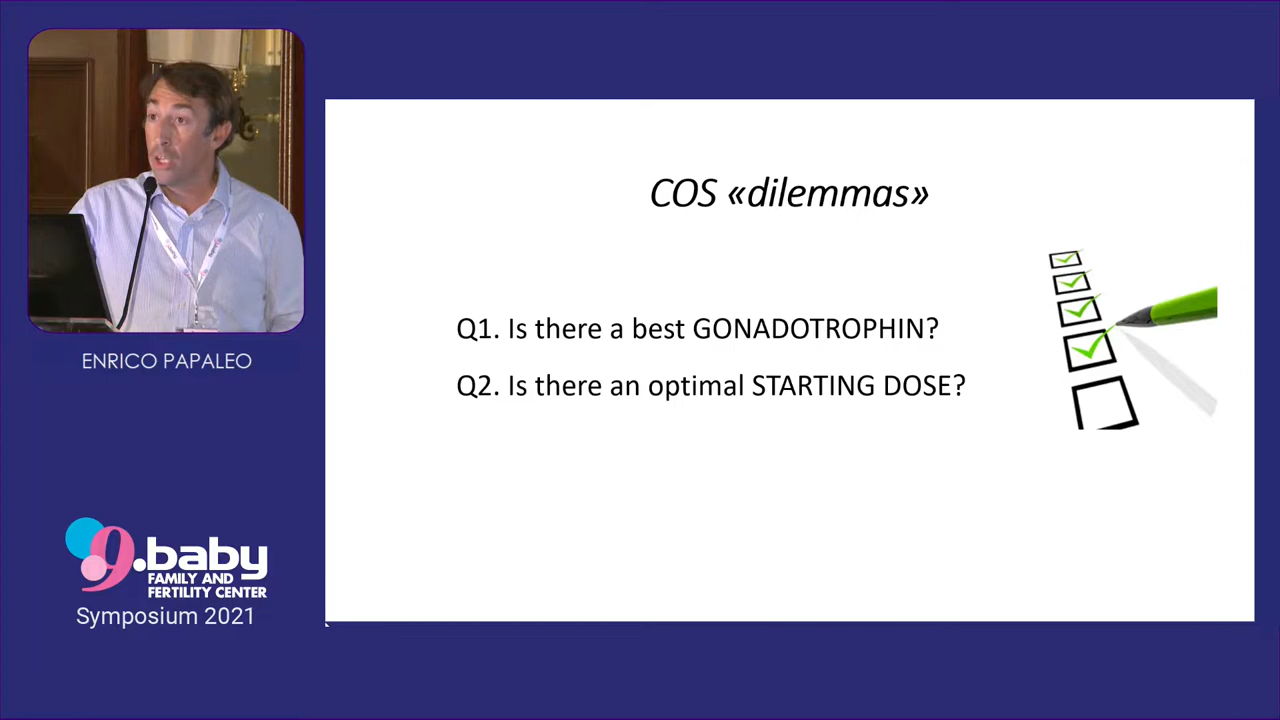 COS «dilemmas»
Q1. Is there a best GONADOTROPHIN?
Q2. Is there an optimal STARTING DOSE?
ENRICO PAPALEO
9.baby
FAMILY AND
FERTILITY CENTER
Symposium 2021